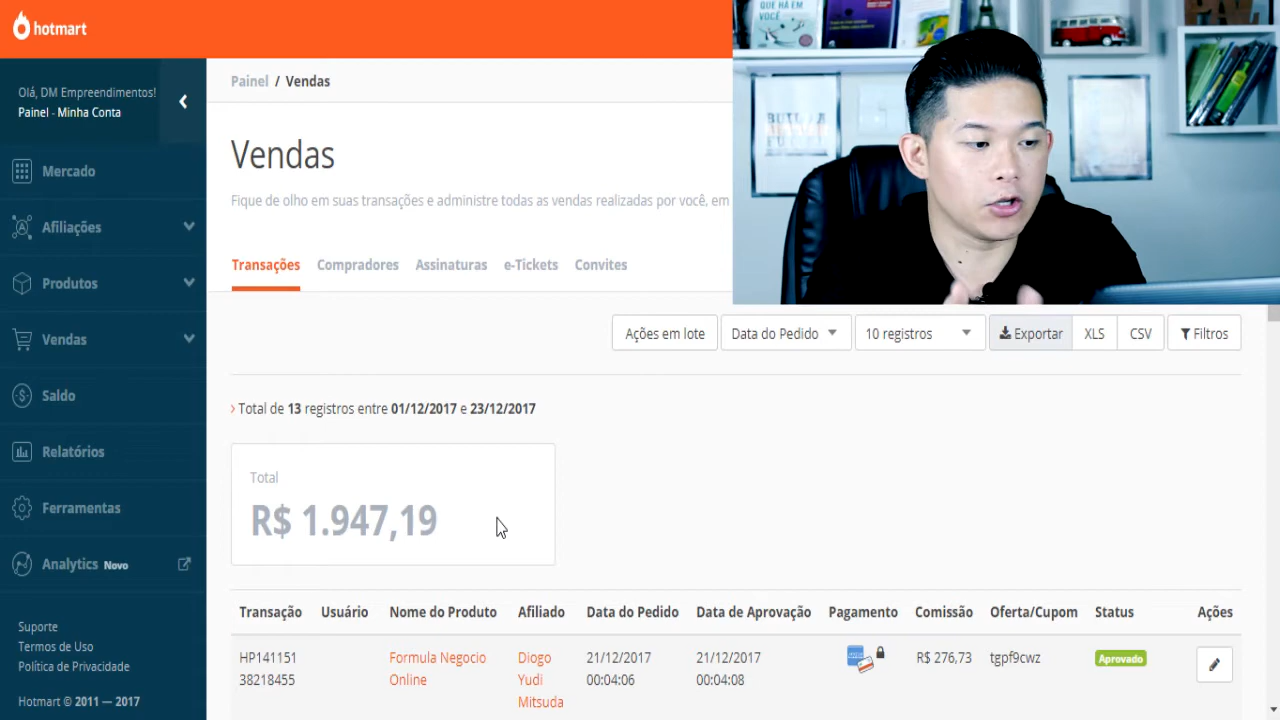 hotmart
Olá, DM Empreendimentos!
Painel - Minha Conta
Mercado
Afiliações
Produtos
Vendas
Saldo
Relatórios
Ferramentas
Analytics Novo
Suporte
Termos de Uso
Política de Privacidade
Hotmart © 2011 — 2017
Painel / Vendas
Vendas
Fique de olho em suas transações e administre todas as vendas realizadas por você, em
Transações Compradores Assinaturas e-Tickets Convites
Ações em lote Data do Pedido 10 registros Exportar XLS CSV Filtros
Total de 13 registros entre 01/12/2017 e 23/12/2017
Total
R$ 1.947,19
Transação Usuário Nome do Produto Afiliado Data do Pedido Data de Aprovação Pagamento Comissão Oferta/Cupom Status Ações
HP141151 Formula Negocio Diogo 21/12/2017 21/12/2017 R$ 276,73 tgpf9cwz Aprovado
38218455 Online Yudi 00:04:06 00:04:08
Mitsuda
QUE HÁ EM
VOCÊ